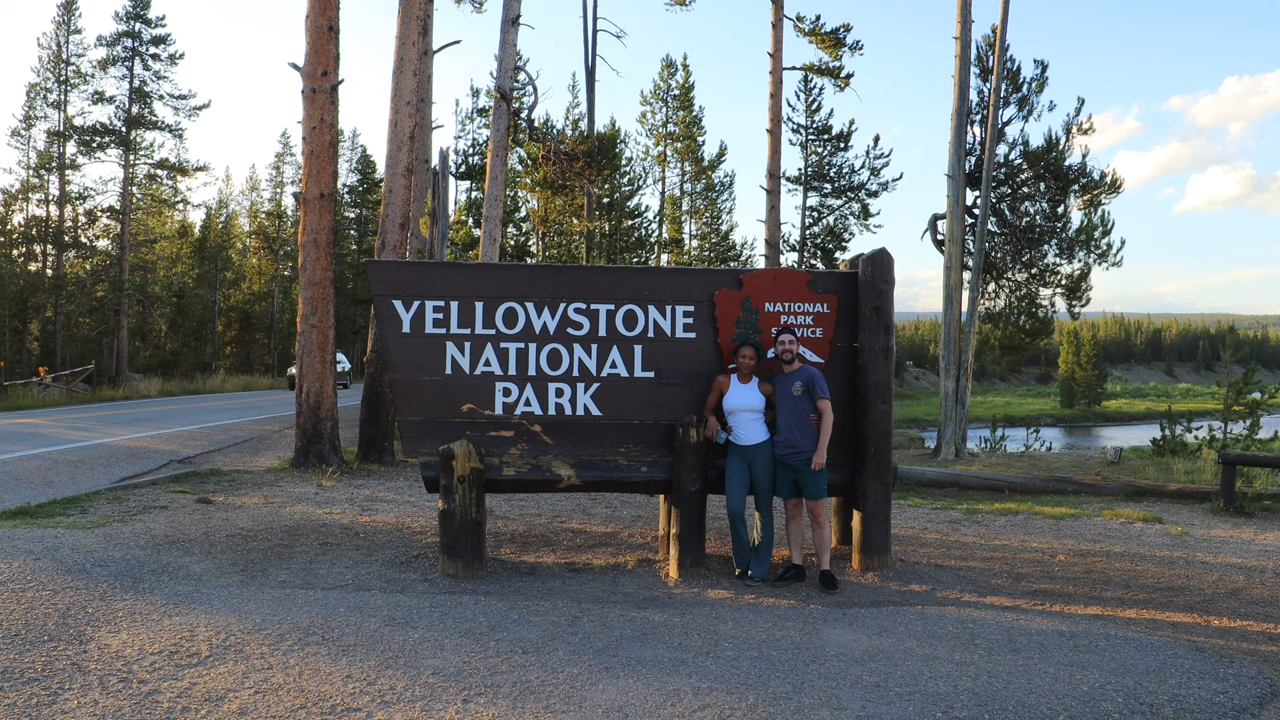 YELLOWSTONE
NATIONAL
PARK
NATIONAL
PARK
SERVICE